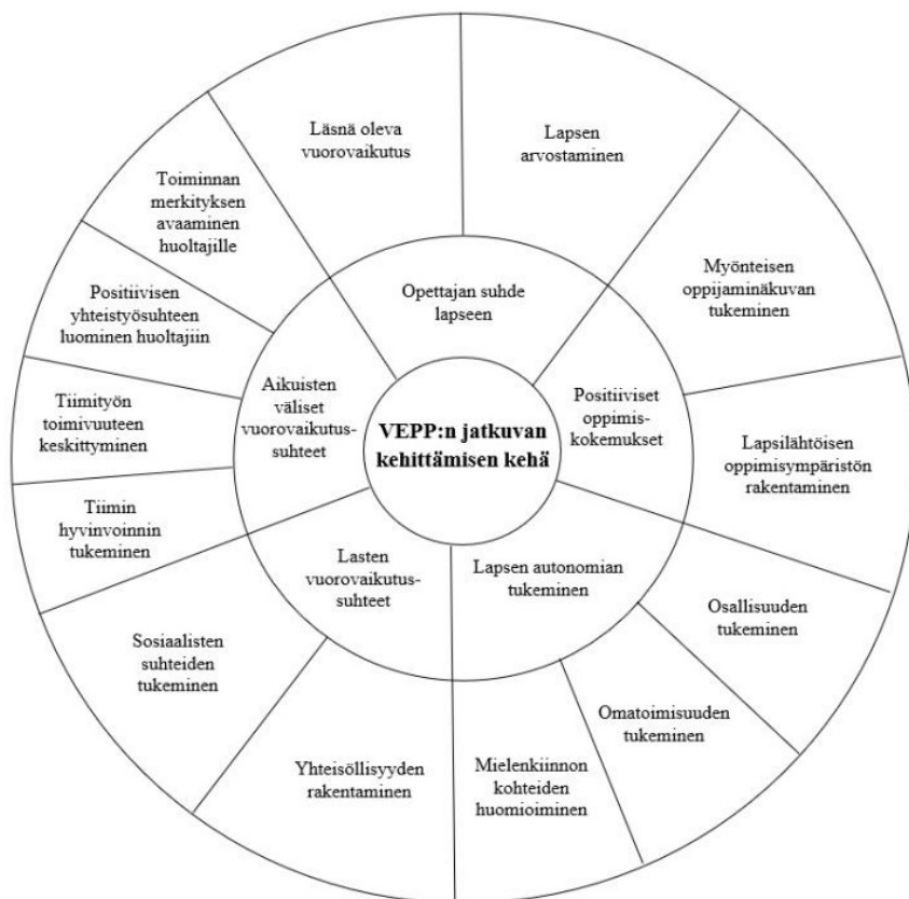 Läsnä oleva
vuorovaikutus
Lapsen
arvostaminen
Toiminnan
merkityksen
avaaminen
huoltajille
Myönteisen
oppijaminäkuvan
tukeminen
Opettajan suhde
lapseen
Positiivisen
yhteistyösuhteen
luominen huoltajiin
Aikuisten
väliset
vuorovaikutus-
suhteet
Positiiviset
oppimis-
kokemukset
VEPP:n jatkuvan
kehittämisen kehä
Tiimityön
toimivuuteen
keskittyminen
Lapsilähtöisen
oppimisympäristön
rakentaminen
Tiimin
hyvinvoinnin
tukeminen
Lasten
vuorovaikutus-
suhteet
Lapsen autonomian
tukeminen
Osallisuuden
tukeminen
Sosiaalisten
suhteiden
tukeminen
Omatoimisuuden
tukeminen
Yhteisöllisyyden
rakentaminen
Mielenkiinnon
kohteiden
huomioiminen